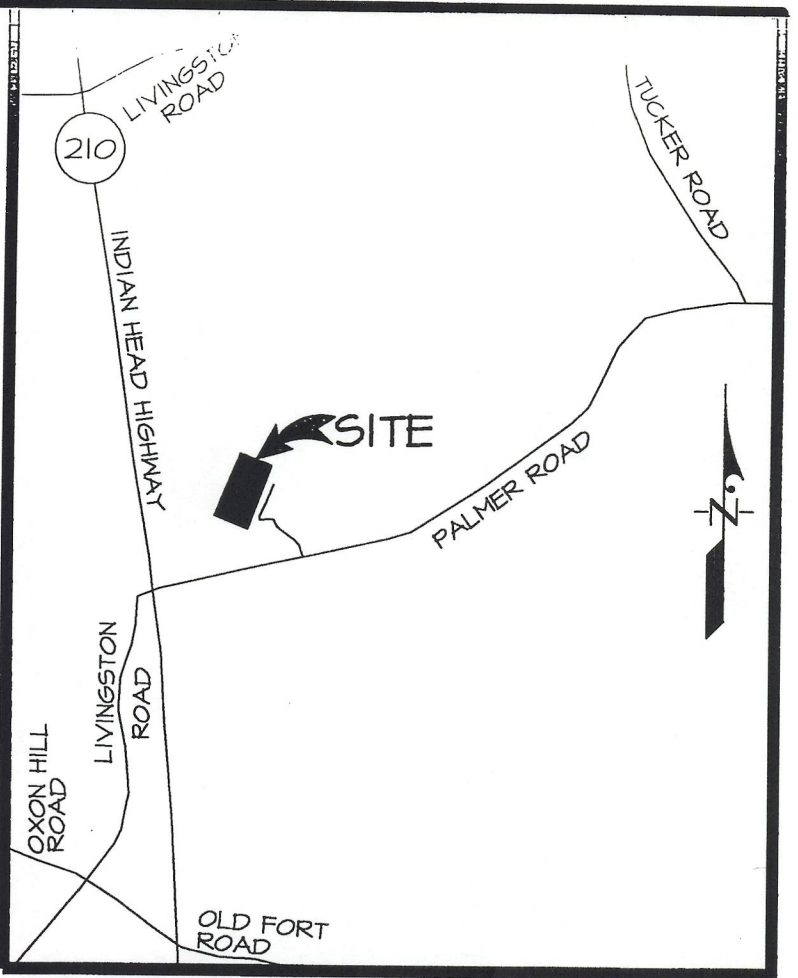 LIVINGSTON
ROAD
210
TUCKER ROAD
INDIAN HEAD HIGHWAY
SITE
PALMER ROAD
N
LIVINGSTON
ROAD
OXON HILL
ROAD
OLD FORT
ROAD